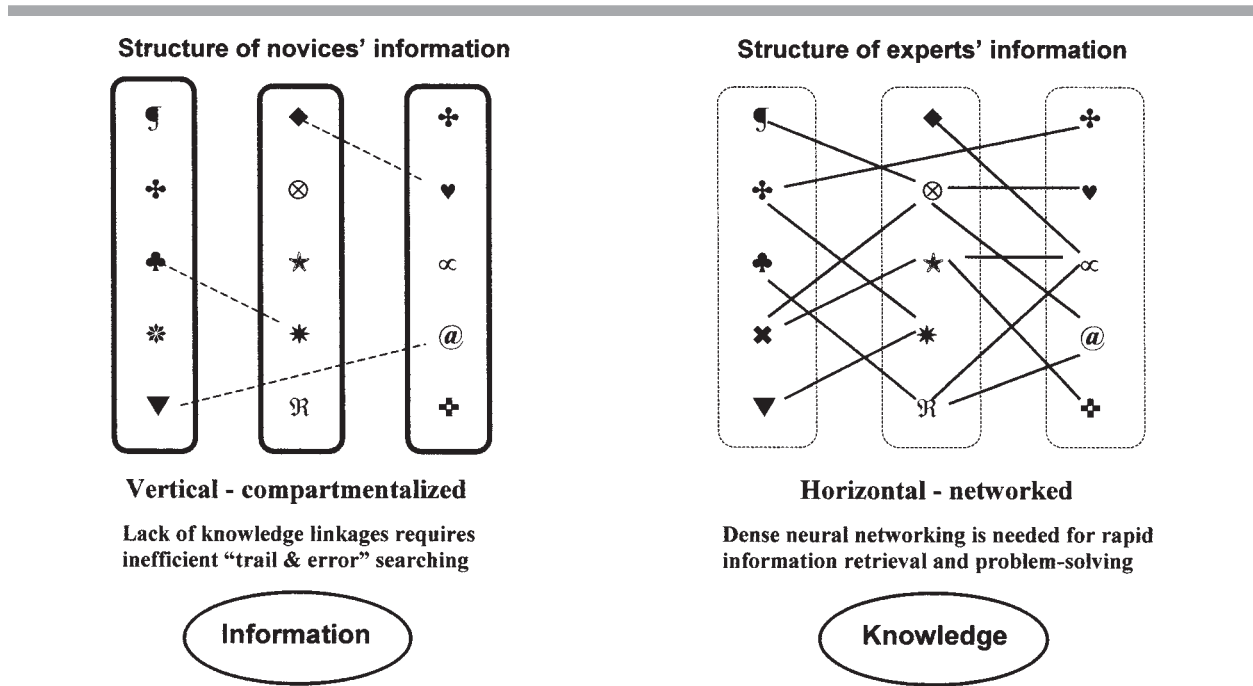 Structure of novices' information
Structure of experts' information
¶ ◆ ✣
✣ ⊗ ♥
♣ ✭ ∝
❉ ✷ @
▼ ℜ ✜
¶ ◆ ✣
✣ ⊗ ♥
♣ ✭ ∝
✖ ✷ @
▼ ℜ ✜
Vertical - compartmentalized
Lack of knowledge linkages requires
inefficient “trail & error” searching
Information
Horizontal - networked
Dense neural networking is needed for rapid
information retrieval and problem-solving
Knowledge